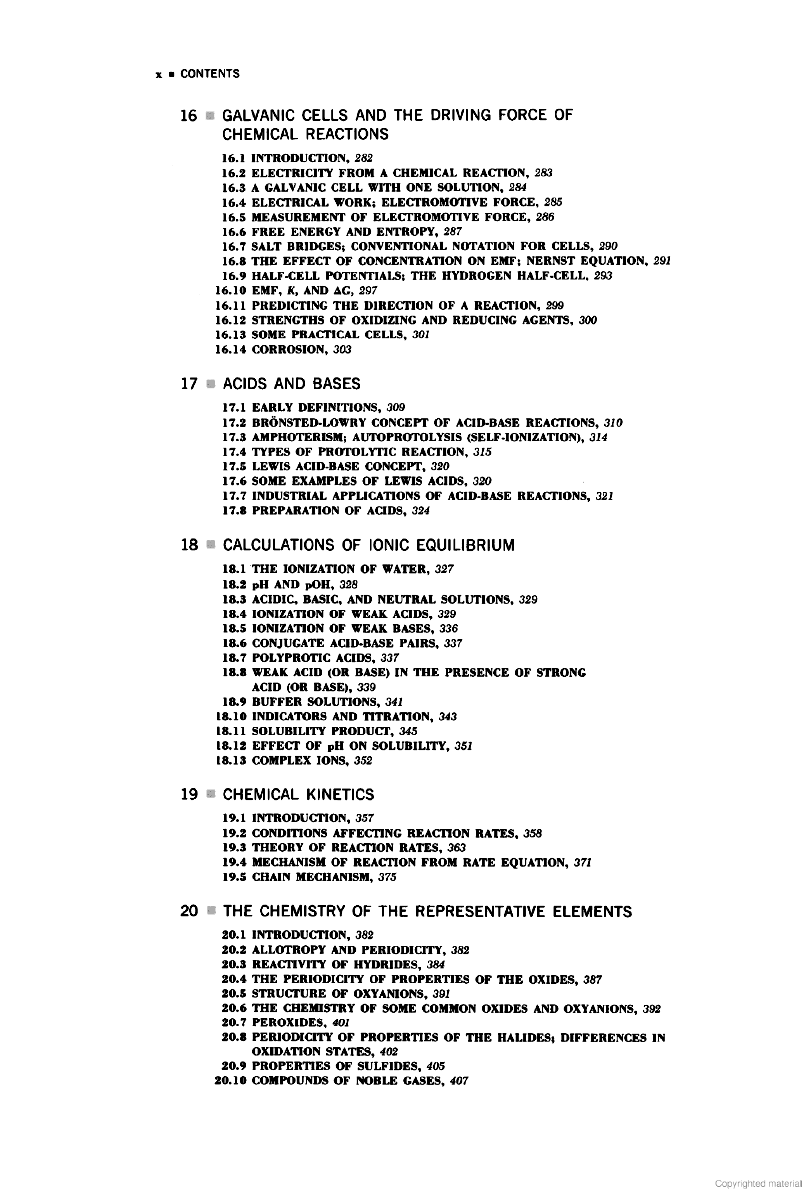 x ■ CONTENTS
16 ■ GALVANIC CELLS AND THE DRIVING FORCE OF
CHEMICAL REACTIONS
16.1 INTRODUCTION, 282
16.2 ELECTRICITY FROM A CHEMICAL REACTION, 283
16.3 A GALVANIC CELL WITH ONE SOLUTION, 284
16.4 ELECTRICAL WORK; ELECTROMOTIVE FORCE, 285
16.5 MEASUREMENT OF ELECTROMOTIVE FORCE, 286
16.6 FREE ENERGY AND ENTROPY, 287
16.7 SALT BRIDGES; CONVENTIONAL NOTATION FOR CELLS, 290
16.8 THE EFFECT OF CONCENTRATION ON EMF; NERNST EQUATION, 291
16.9 HALF-CELL POTENTIALS; THE HYDROGEN HALF-CELL, 293
16.10 EMF, K, AND ΔG, 297
16.11 PREDICTING THE DIRECTION OF A REACTION, 299
16.12 STRENGTHS OF OXIDIZING AND REDUCING AGENTS, 300
16.13 SOME PRACTICAL CELLS, 301
16.14 CORROSION, 303
17 ■ ACIDS AND BASES
17.1 EARLY DEFINITIONS, 309
17.2 BRÖNSTED-LOWRY CONCEPT OF ACID-BASE REACTIONS, 310
17.3 AMPHOTERISM; AUTOPROTOLYSIS (SELF-IONIZATION), 314
17.4 TYPES OF PROTOLYTIC REACTION, 315
17.5 LEWIS ACID-BASE CONCEPT, 320
17.6 SOME EXAMPLES OF LEWIS ACIDS, 320
17.7 INDUSTRIAL APPLICATIONS OF ACID-BASE REACTIONS, 321
17.8 PREPARATION OF ACIDS, 324
18 ■ CALCULATIONS OF IONIC EQUILIBRIUM
18.1 THE IONIZATION OF WATER, 327
18.2 pH AND pOH, 328
18.3 ACIDIC, BASIC, AND NEUTRAL SOLUTIONS, 329
18.4 IONIZATION OF WEAK ACIDS, 329
18.5 IONIZATION OF WEAK BASES, 336
18.6 CONJUGATE ACID-BASE PAIRS, 337
18.7 POLYPROTIC ACIDS, 337
18.8 WEAK ACID (OR BASE) IN THE PRESENCE OF STRONG
ACID (OR BASE), 339
18.9 BUFFER SOLUTIONS, 341
18.10 INDICATORS AND TITRATION, 343
18.11 SOLUBILITY PRODUCT, 345
18.12 EFFECT OF pH ON SOLUBILITY, 351
18.13 COMPLEX IONS, 352
19 ■ CHEMICAL KINETICS
19.1 INTRODUCTION, 357
19.2 CONDITIONS AFFECTING REACTION RATES, 358
19.3 THEORY OF REACTION RATES, 363
19.4 MECHANISM OF REACTION FROM RATE EQUATION, 371
19.5 CHAIN MECHANISM, 375
20 ■ THE CHEMISTRY OF THE REPRESENTATIVE ELEMENTS
20.1 INTRODUCTION, 382
20.2 ALLOTROPY AND PERIODICITY, 382
20.3 REACTIVITY OF HYDRIDES, 384
20.4 THE PERIODICITY OF PROPERTIES OF THE OXIDES, 387
20.5 STRUCTURE OF OXYANIONS, 391
20.6 THE CHEMISTRY OF SOME COMMON OXIDES AND OXYANIONS, 392
20.7 PEROXIDES, 401
20.8 PERIODICITY OF PROPERTIES OF THE HALIDES; DIFFERENCES IN
OXIDATION STATES, 402
20.9 PROPERTIES OF SULFIDES, 405
20.10 COMPOUNDS OF NOBLE GASES, 407
Copyrighted material